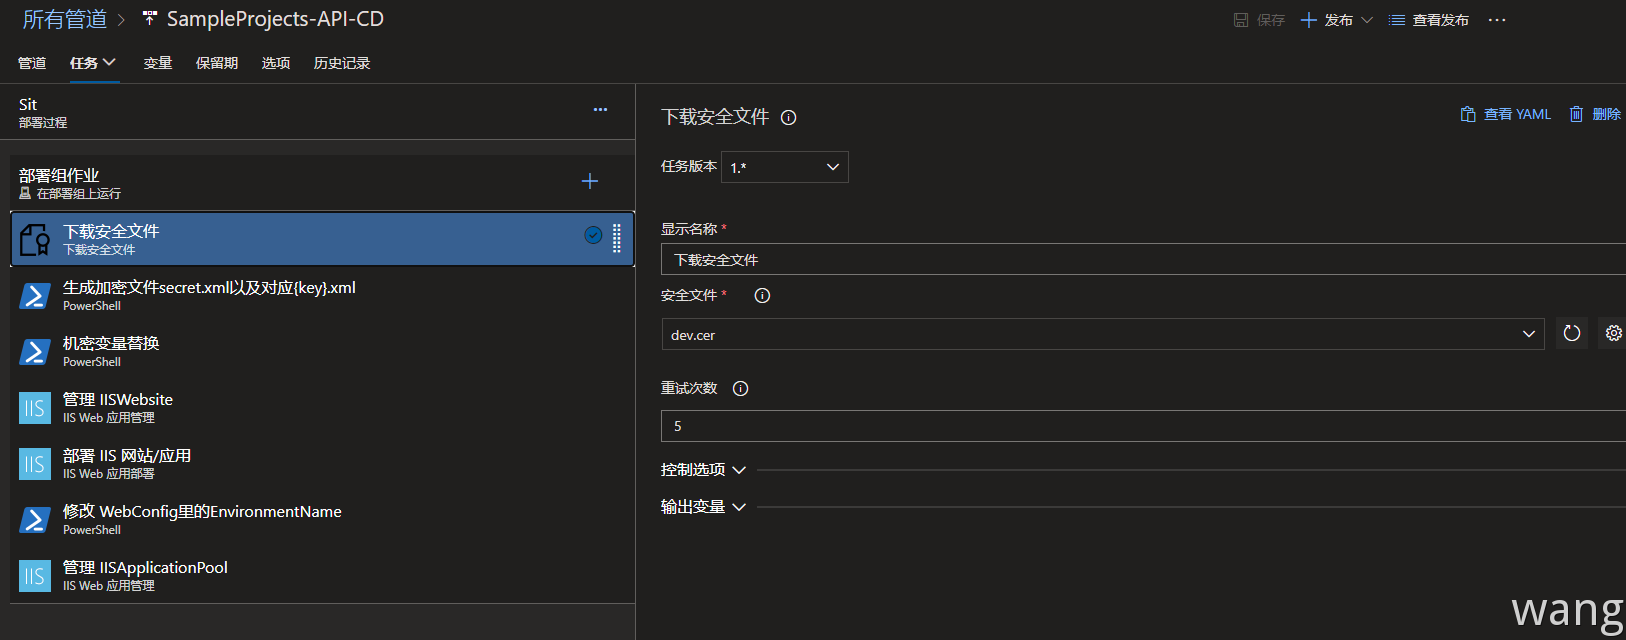 所有管道 > SampleProjects-API-CD
保存 发布 查看发布 ···
管道 任务 变量 保留期 选项 历史记录
Sit
部署过程
部署组作业
在部署组上运行
下载安全文件
下载安全文件
生成加密文件secret.xml以及对应{key}.xml
PowerShell
机密变量替换
PowerShell
管理 IISWebsite
IIS Web 应用管理
部署 IIS 网站/应用
IIS Web 应用部署
修改 WebConfig里的EnvironmentName
PowerShell
管理 IISApplicationPool
IIS Web 应用管理
下载安全文件
查看 YAML 删除
任务版本 1.*
显示名称 *
下载安全文件
安全文件 *
dev.cer
重试次数
5
控制选项
输出变量
wang